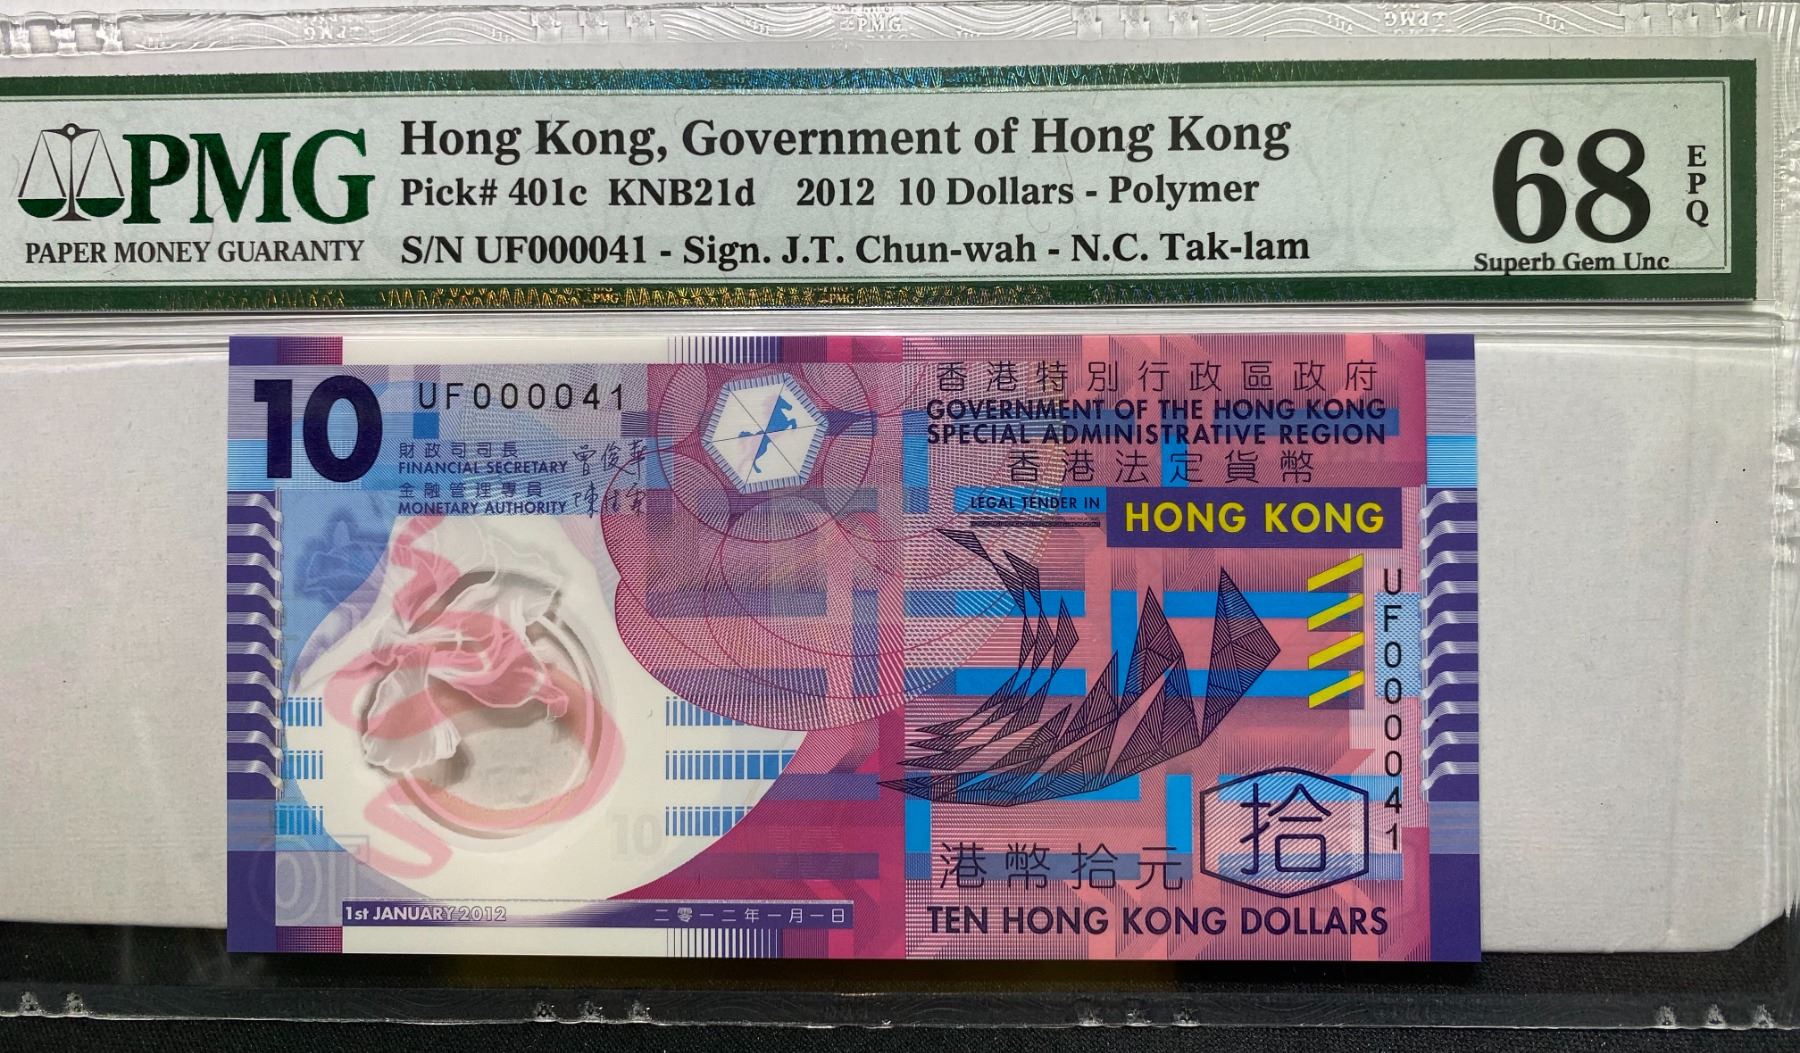 PMG
PAPER MONEY GUARANTY
Hong Kong, Government of Hong Kong
Pick# 401c KNB21d 2012 10 Dollars - Polymer
S/N UF000041 - Sign. J.T. Chun-wah - N.C. Tak-lam
68
EPQ
Superb Gem Unc
10
UF000041
財政司司長
FINANCIAL SECRETARY
曾俊華
金融管理專員
MONETARY AUTHORITY
香港特別行政區政府
GOVERNMENT OF THE HONG KONG
SPECIAL ADMINISTRATIVE REGION
香港法定貨幣
LEGAL TENDER IN
HONG KONG
UF000041
10
拾
港幣拾元
TEN HONG KONG DOLLARS
1st JANUARY 2012
二零一二年一月一日